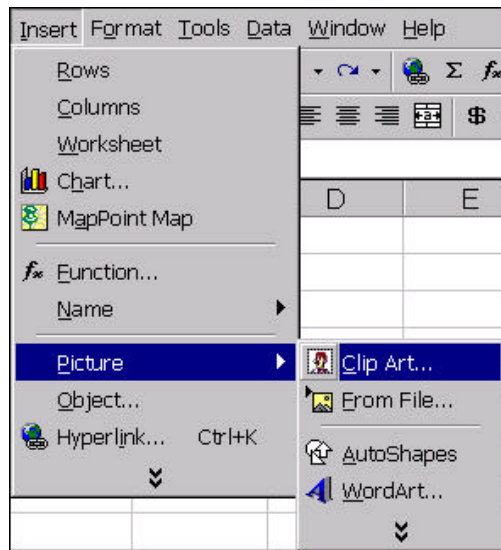 Insert Format Tools Data Window Help
Rows
Columns
Worksheet
Chart...
MapPoint Map
Function...
Name
Picture
Object...
Hyperlink... Ctrl+K
Clip Art...
From File...
AutoShapes
WordArt...
Σ fx
a $
D E